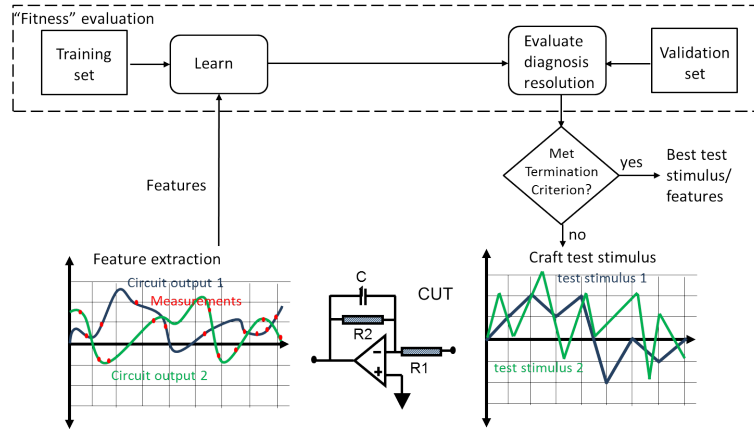 “Fitness” evaluation
Training
set
Learn
Evaluate
diagnosis
resolution
Validation
set
Met
Termination
Criterion?
yes
Best test
stimulus/
features
no
Features
Feature extraction
Circuit output 1
Measurements
Circuit output 2
C
CUT
R2
R1
Craft test stimulus
test stimulus 1
test stimulus 2